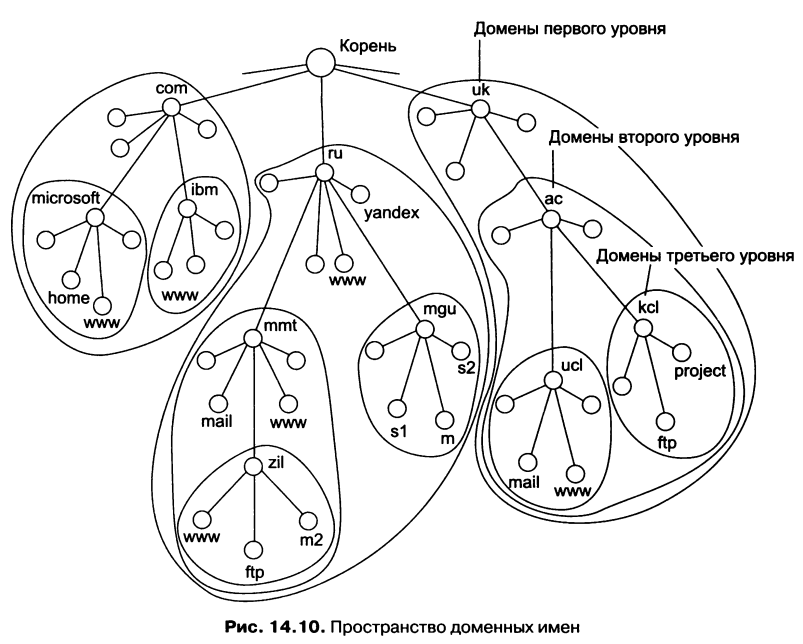 Корень
Домены первого уровня
com
uk
Домены второго уровня
ru
microsoft
ibm
yandex
ac
Домены третьего уровня
home
www
www
www
mmt
mgu
kcl
s2
project
ucl
mail
www
s1
m
ftp
zil
mail
www
www
m2
ftp
Рис. 14.10. Пространство доменных имен